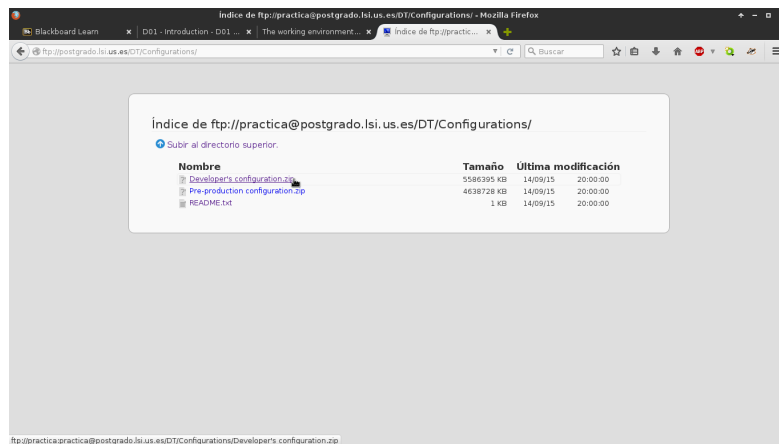 Índice de ftp://practica@postgrado.lsi.us.es/DT/Configurations/ - Mozilla Firefox
Blackboard Learn × D01 - Introduction - D01 ... × The working environment... × Índice de ftp://practic... ×
ftp://postgrado.lsi.us.es/DT/Configurations/ Buscar
Índice de ftp://practica@postgrado.lsi.us.es/DT/Configurations/
Subir al directorio superior.
Nombre Tamaño Última modificación
Developer's configuration.zip 5586395 KB 14/09/15 20:00:00
Pre-production configuration.zip 4638728 KB 14/09/15 20:00:00
README.txt 1 KB 14/09/15 20:00:00
ftp://practica:practica@postgrado.lsi.us.es/DT/Configurations/Developer's configuration.zip